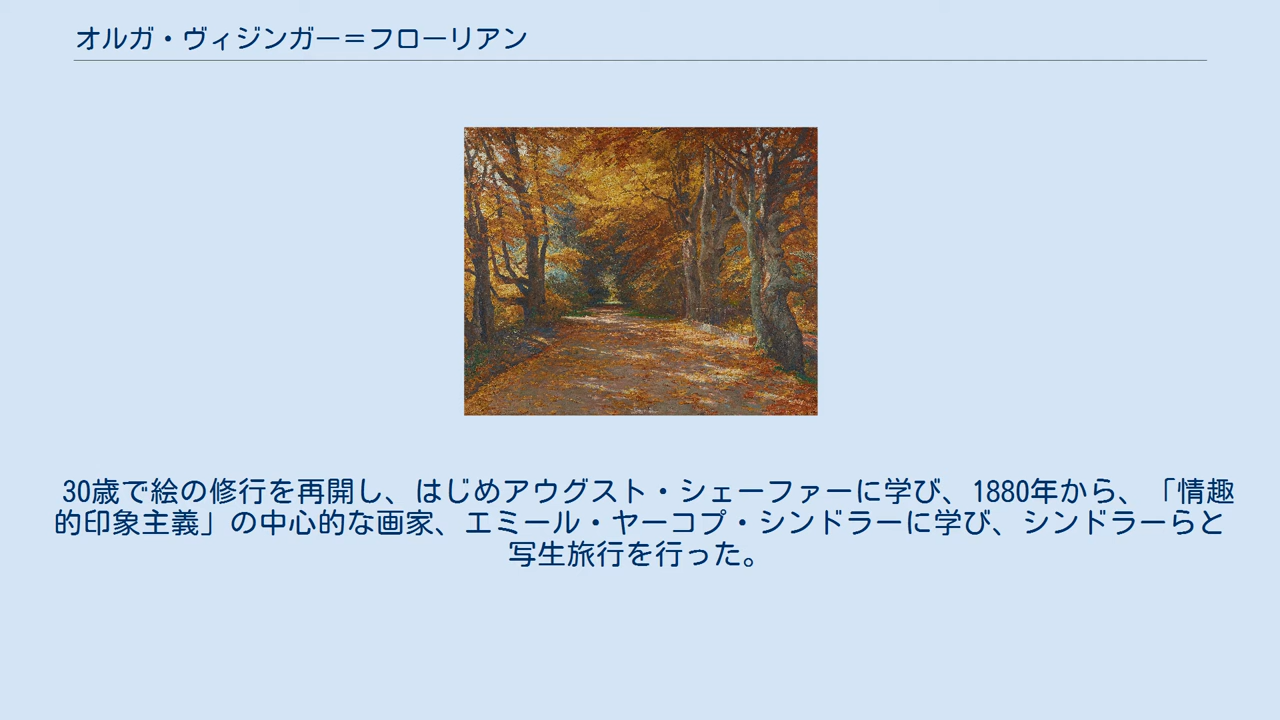 オルガ・ヴィジンガー＝フローリアン
30歳で絵の修行を再開し、はじめアウグスト・シェーファーに学び、1880年から、「情趣
的印象主義」の中心的な画家、エミール・ヤーコプ・シンドラーに学び、シンドラーらと
写生旅行を行った。